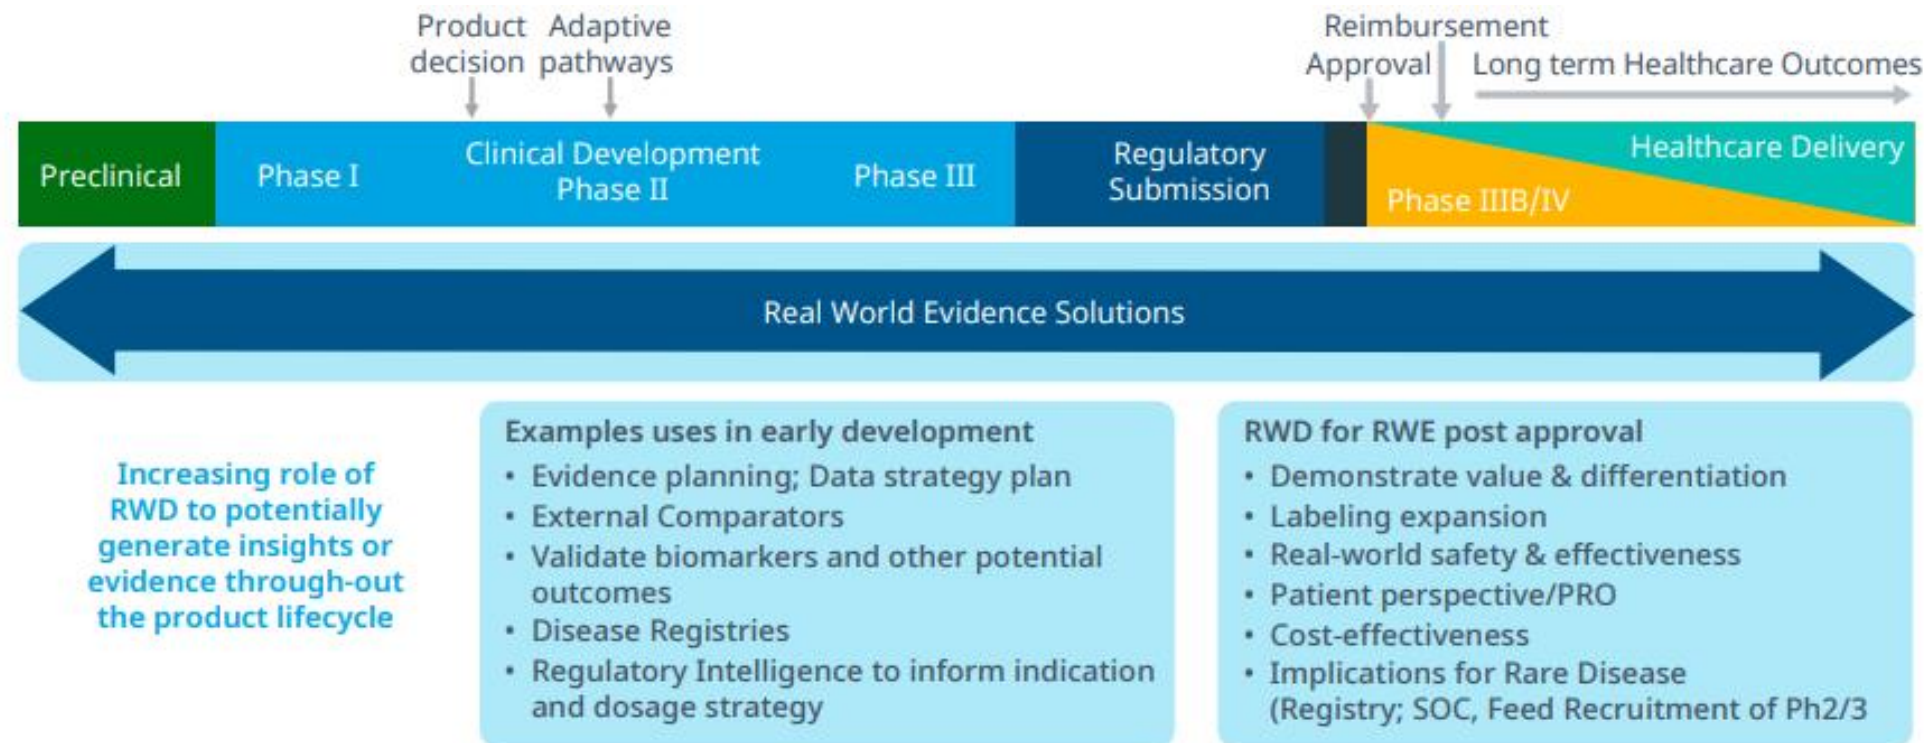 Product
decision
Adaptive
pathways
Reimbursement
Approval
Long term Healthcare Outcomes
Preclinical
Phase I
Clinical Development
Phase II
Phase III
Regulatory
Submission
Phase IIIB/IV
Healthcare Delivery
Real World Evidence Solutions
Increasing role of
RWD to potentially
generate insights or
evidence through-out
the product lifecycle
Examples uses in early development
• Evidence planning; Data strategy plan
• External Comparators
• Validate biomarkers and other potential
outcomes
• Disease Registries
• Regulatory Intelligence to inform indication
and dosage strategy
RWD for RWE post approval
• Demonstrate value & differentiation
• Labeling expansion
• Real-world safety & effectiveness
• Patient perspective/PRO
• Cost-effectiveness
• Implications for Rare Disease
(Registry; SOC, Feed Recruitment of Ph2/3